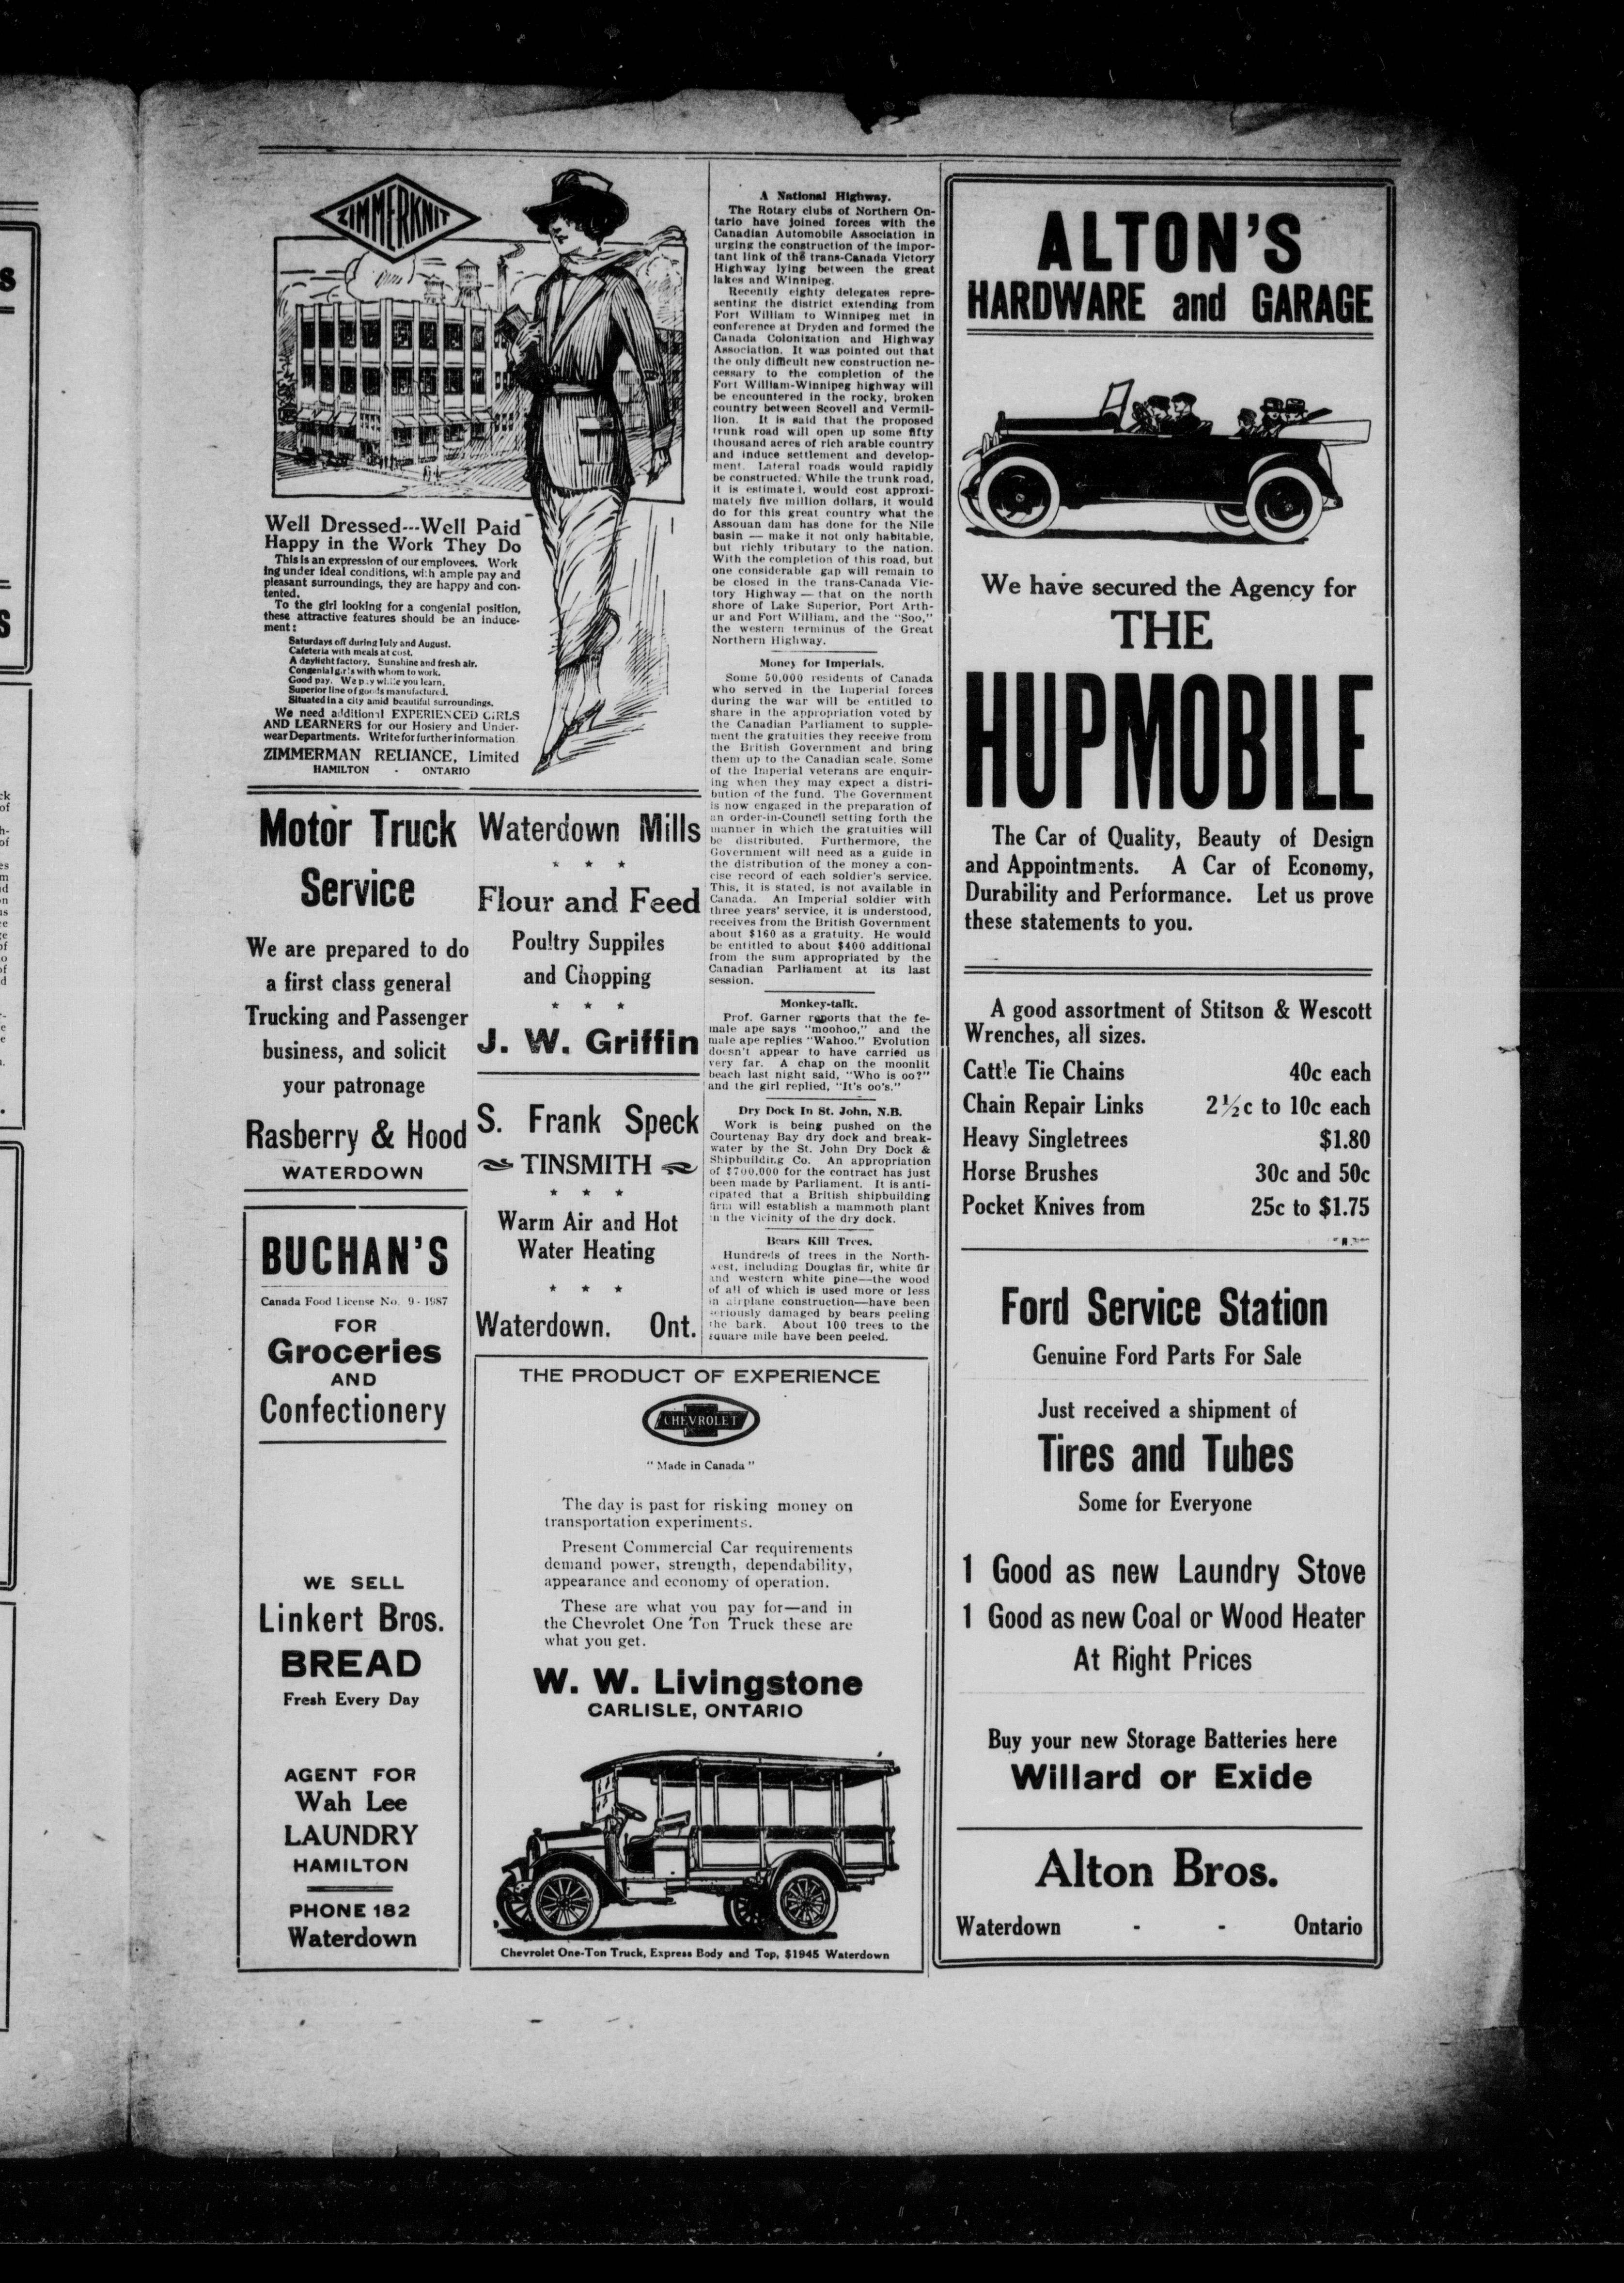 ZIMMERKNIT
Well Dressed---Well Paid
Happy in the Work They Do
This is an expression of our employees. Work
ing under ideal conditions, with ample pay and
pleasant surroundings, they are happy and con-
tented.
To the girl looking for a congenial position,
these attractive features should be an induce-
ment:
Saturdays off during July and August.
Cafeteria with meals at cost.
A daylight factory. Sunshine and fresh air.
Congenial girls with whom to work.
Good pay. We pay while you learn.
Superior line of goods manufactured.
Situated in a city amid beautiful surroundings.
We need additional EXPERIENCED GIRLS
AND LEARNERS for our Hosiery and Under-
wear Departments. Write for further information
ZIMMERMAN RELIANCE, Limited
HAMILTON - ONTARIO
Motor Truck
Service
We are prepared to do
a first class general
Trucking and Passenger
business, and solicit
your patronage
Rasberry & Hood
WATERDOWN
BUCHAN'S
Canada Food License No. 9 - 1987
FOR
Groceries
AND
Confectionery
WE SELL
Linkert Bros.
BREAD
Fresh Every Day
AGENT FOR
Wah Lee
LAUNDRY
HAMILTON
PHONE 182
Waterdown
Waterdown Mills
* * *
Flour and Feed
Poultry Suppiles
and Chopping
* * *
J. W. Griffin
S. Frank Speck
TINSMITH
* * *
Warm Air and Hot
Water Heating
* * *
Waterdown. Ont.
A National Highway.
The Rotary clubs of Northern On-
tario have joined forces with the
Canadian Automobile Association in
urging the construction of the impor-
tant link of the trans-Canada Victory
Highway lying between the great
lakes and Winnipeg.
Recently eighty delegates repre-
senting the district extending from
Fort William to Winnipeg met in
conference at Dryden and formed the
Canada Colonization and Highway
Association. It was pointed out that
the only difficult new construction ne-
cessary to the completion of the
Fort William-Winnipeg highway will
be encountered in the rocky, broken
country between Scovell and Vermil-
lion. It is said that the proposed
trunk road will open up some fifty
thousand acres of rich arable country
and induce settlement and develop-
ment. Lateral roads would rapidly
be constructed. While the trunk road,
it is estimated, would cost approxi-
mately five million dollars, it would
do for this great country what the
Assouan dam has done for the Nile
basin — make it not only habitable,
but richly tributary to the nation.
With the completion of this road, but
one considerable gap will remain to
be closed in the trans-Canada Vic-
tory Highway — that on the north
shore of Lake Superior, Port Arth-
ur and Fort William, and the "Soo,"
the western terminus of the Great
Northern Highway.
Money for Imperials.
Some 50,000 residents of Canada
who served in the Imperial forces
during the war will be entitled to
share in the appropriation voted by
the Canadian Parliament to supple-
ment the gratuities they receive from
the British Government and bring
them up to the Canadian scale. Some
of the Imperial veterans are enquir-
ing when they may expect a distri-
bution of the fund. The Government
is now engaged in the preparation of
an order-in-Council setting forth the
manner in which the gratuities will
be distributed. Furthermore, the
Government will need as a guide in
the distribution of the money a con-
cise record of each soldier's service.
This, it is stated, is not available in
Canada. An Imperial soldier with
three years' service, it is understood,
receives from the British Government
about $160 as a gratuity. He would
be entitled to about $400 additional
from the sum appropriated by the
Canadian Parliament at its last
session.
Monkey-talk.
Prof. Garner reports that the fe-
male ape says "moohoo," and the
male ape replies "Wahoo." Evolution
doesn't appear to have carried us
very far. A chap on the moonlit
beach last night said, "Who is oo?"
and the girl replied, "It's oo's."
Dry Dock In St. John, N.B.
Work is being pushed on the
Courtenay Bay dry dock and break-
water by the St. John Dry Dock &
Shipbuilding Co. An appropriation
of $700,000 for the contract has just
been made by Parliament. It is anti-
cipated that a British shipbuilding
firm will establish a mammoth plant
in the vicinity of the dry dock.
Bears Kill Trees.
Hundreds of trees in the North-
west, including Douglas fir, white fir
and western white pine—the wood
of all of which is used more or less
in airplane construction—have been
seriously damaged by bears peeling
the bark. About 100 trees to the
square mile have been peeled.
THE PRODUCT OF EXPERIENCE
CHEVROLET
"Made in Canada"
The day is past for risking money on
transportation experiments.
Present Commercial Car requirements
demand power, strength, dependability,
appearance and economy of operation.
These are what you pay for—and in
the Chevrolet One Ton Truck these are
what you get.
W. W. Livingstone
CARLISLE, ONTARIO
Chevrolet One-Ton Truck, Express Body and Top, $1945 Waterdown
ALTON'S
HARDWARE and GARAGE
We have secured the Agency for
THE
HUPMOBILE
The Car of Quality, Beauty of Design
and Appointments. A Car of Economy,
Durability and Performance. Let us prove
these statements to you.
A good assortment of Stitson & Wescott
Wrenches, all sizes.
Cattle Tie Chains 40c each
Chain Repair Links 2½c to 10c each
Heavy Singletrees $1.80
Horse Brushes 30c and 50c
Pocket Knives from 25c to $1.75
Ford Service Station
Genuine Ford Parts For Sale
Just received a shipment of
Tires and Tubes
Some for Everyone
1 Good as new Laundry Stove
1 Good as new Coal or Wood Heater
At Right Prices
Buy your new Storage Batteries here
Willard or Exide
Alton Bros.
Waterdown - - Ontario